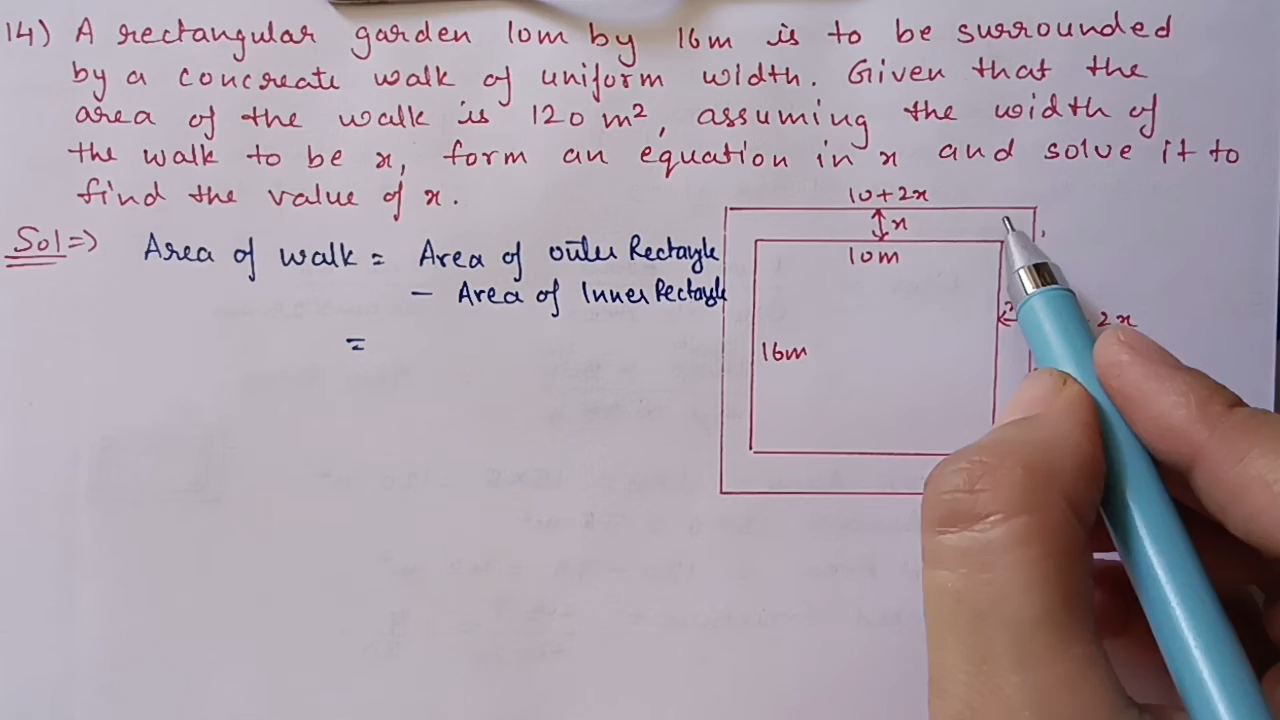 14) A rectangular garden 10m by 16m is to be surrounded
by a concreate walk of uniform width. Given that the
area of the walk is 120 m², assuming the width of
the walk to be x, form an equation in x and solve it to
find the value of x.
Sol=> Area of walk = Area of outer Rectangle
- Area of Inner Rectangle
=
10+2x
x
10m
16m
2x